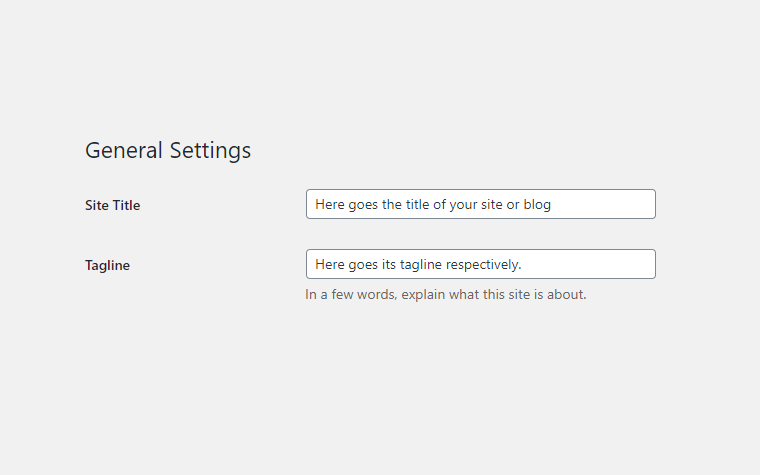 General Settings
Site Title
Here goes the title of your site or blog
Tagline
Here goes its tagline respectively.
In a few words, explain what this site is about.